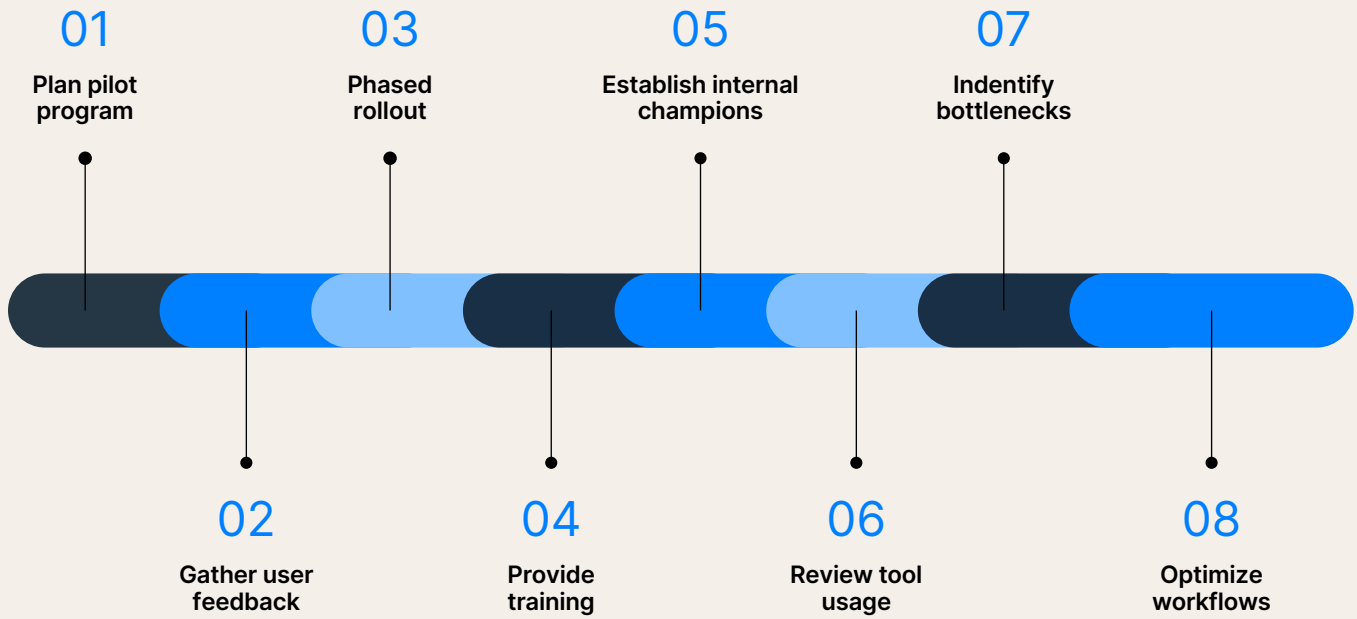 01
Plan pilot
program
02
Gather user
feedback
03
Phased
rollout
04
Provide
training
05
Establish internal
champions
06
Review tool
usage
07
Indentify
bottlenecks
08
Optimize
workflows